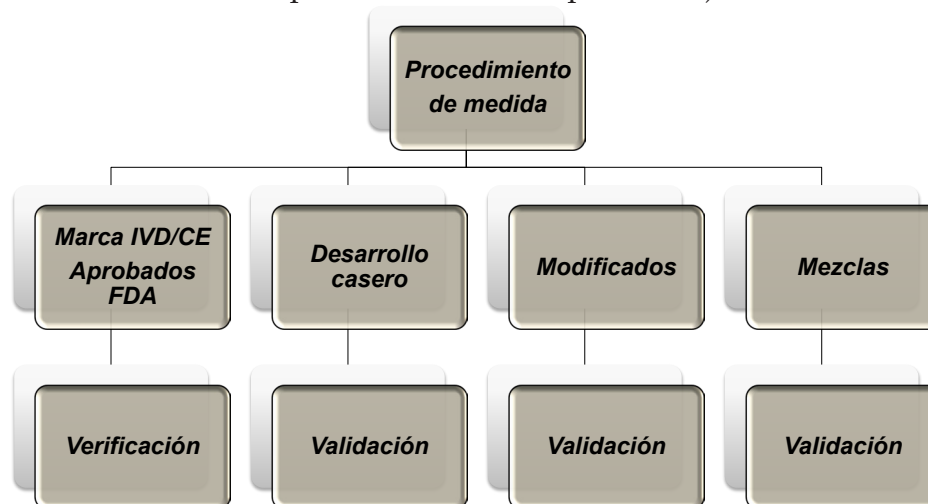 Procedimiento
de medida
Marca IVD/CE
Aprobados
FDA
Desarrollo
casero
Modificados
Mezclas
Verificación
Validación
Validación
Validación